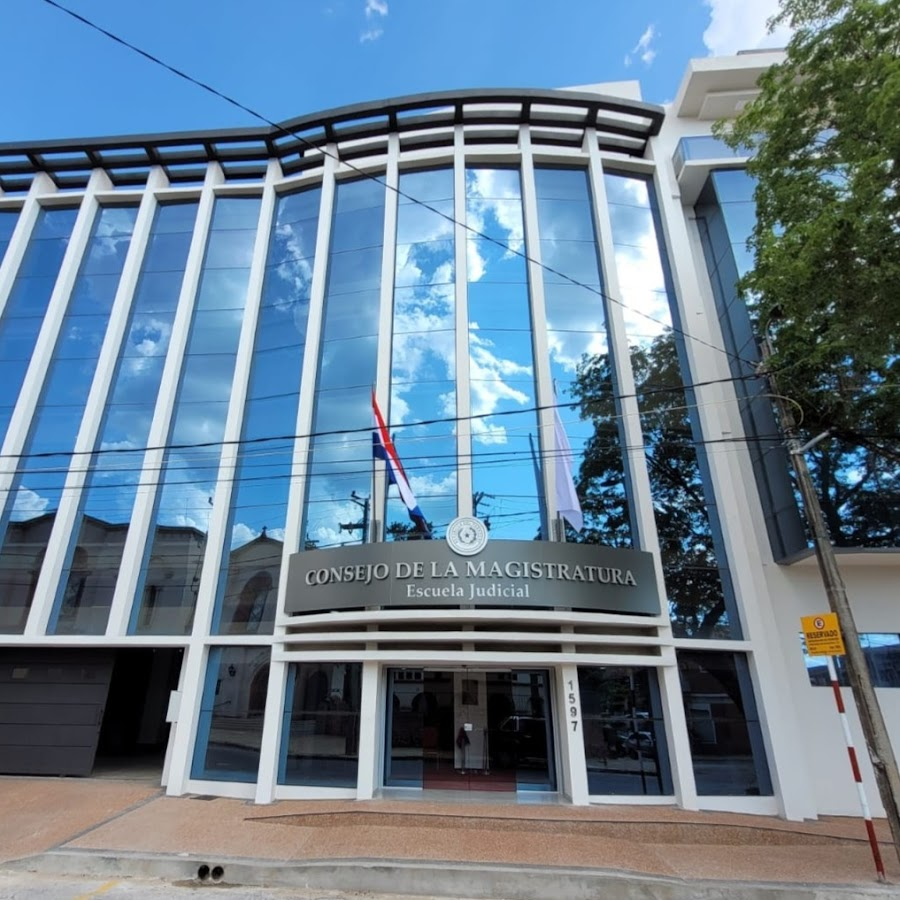 CONSEJO DE LA MAGISTRATURA
Escuela Judicial
1597
E
RESERVADO